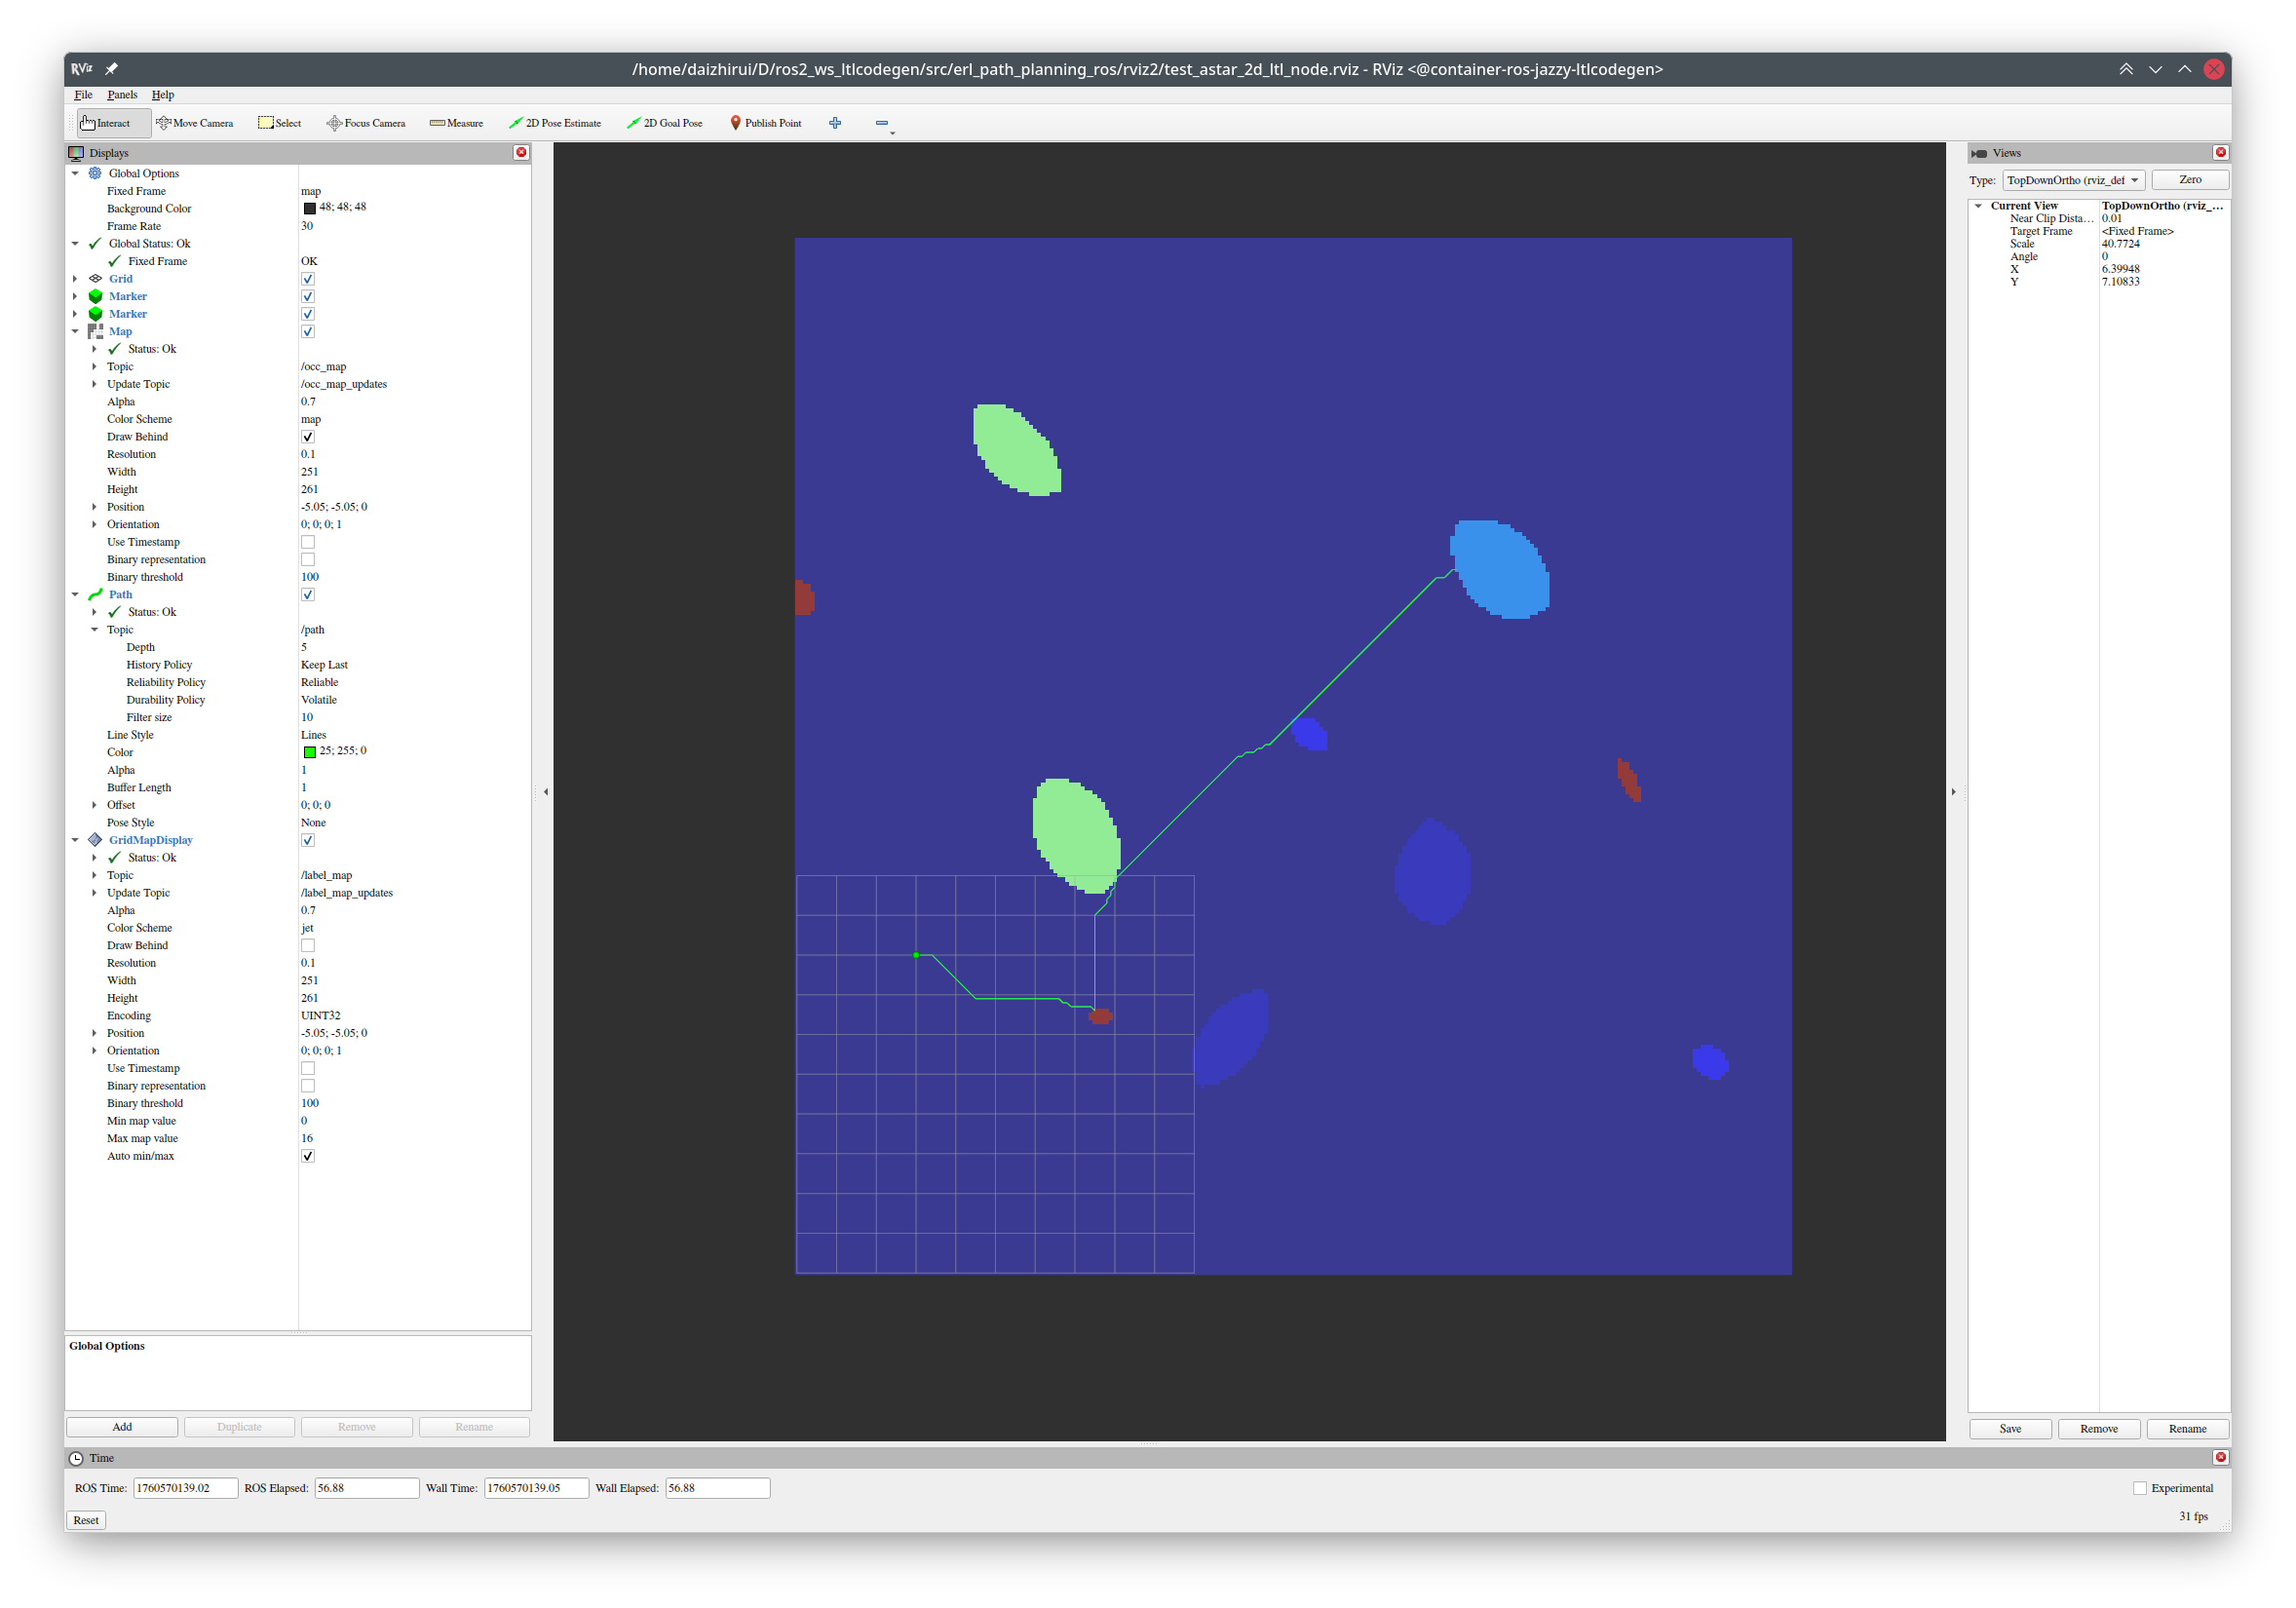 RViz /home/daizhirui/D/ros2_ws_ltlcodegen/src/erl_path_planning_ros/rviz2/test_astar_2d_ltl_node.rviz - RViz <@container-ros-jazzy-ltlcodegen>
File Panels Help
Interact Move Camera Select Focus Camera Measure 2D Pose Estimate 2D Goal Pose Publish Point
Displays
Global Options
Fixed Frame map
Background Color 48; 48; 48
Frame Rate 30
Global Status: Ok
Fixed Frame OK
Grid
Marker
Marker
Map
Status: Ok
Topic /occ_map
Update Topic /occ_map_updates
Alpha 0.7
Color Scheme map
Draw Behind
Resolution 0.1
Width 251
Height 261
Position -5.05; -5.05; 0
Orientation 0; 0; 0; 1
Use Timestamp
Binary representation
Binary threshold 100
Path
Status: Ok
Topic /path
Depth 5
History Policy Keep Last
Reliability Policy Reliable
Durability Policy Volatile
Filter size 10
Line Style Lines
Color 25; 255; 0
Alpha 1
Buffer Length 1
Offset 0; 0; 0
Pose Style None
GridMapDisplay
Status: Ok
Topic /label_map
Update Topic /label_map_updates
Alpha 0.7
Color Scheme jet
Draw Behind
Resolution 0.1
Width 251
Height 261
Encoding UINT32
Position -5.05; -5.05; 0
Orientation 0; 0; 0; 1
Use Timestamp
Binary representation
Binary threshold 100
Min map value 0
Max map value 16
Auto min/max
Global Options
Add Duplicate Remove Rename
Views
Type: TopDownOrtho (rviz_def Zero
Current View TopDownOrtho (rviz_...
Near Clip Dista... 0.01
Target Frame <Fixed Frame>
Scale 40.7724
Angle 0
X 6.39948
Y 7.10833
Save Remove Rename
Time
ROS Time: 1760570139.02 ROS Elapsed: 56.88 Wall Time: 1760570139.05 Wall Elapsed: 56.88 Experimental
Reset 31 fps